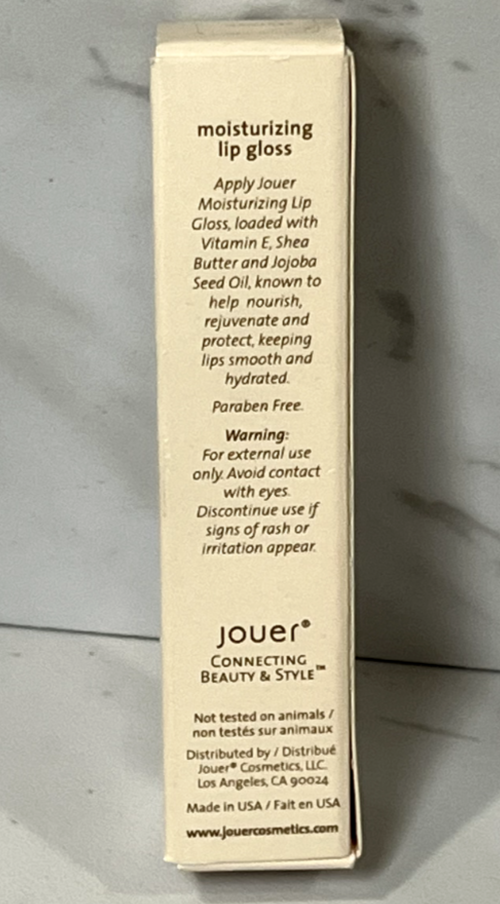 moisturizing
lip gloss
Apply Jouer
Moisturizing Lip
Gloss, loaded with
Vitamin E, Shea
Butter and Jojoba
Seed Oil, known to
help nourish,
rejuvenate and
protect, keeping
lips smooth and
hydrated.
Paraben Free.
Warning:
For external use
only. Avoid contact
with eyes.
Discontinue use if
signs of rash or
irritation appear.
Jouer®
CONNECTING
BEAUTY & STYLE™
Not tested on animals /
non testés sur animaux
Distributed by / Distribué
Jouer® Cosmetics, LLC.
Los Angeles, CA 90024
Made in USA / Fait en USA
www.jouercosmetics.com